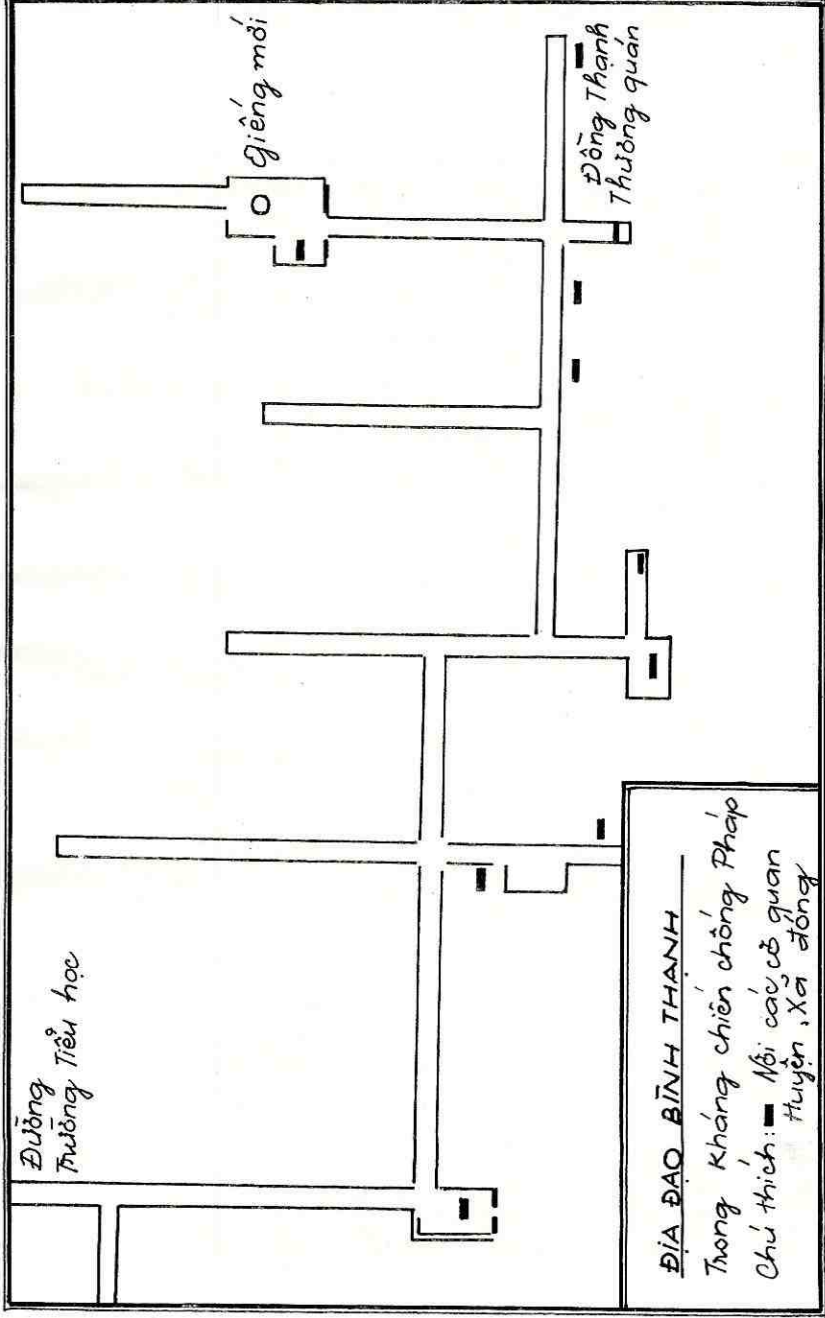 Đường
Trường Tiểu học
Giếng mới
Đồng Thạnh
Thường quán
ĐỊA ĐẠO BÌNH THẠNH
Trong Kháng chiến chống Pháp
Chú thích: Nơi các cơ quan
Huyện, Xã đóng